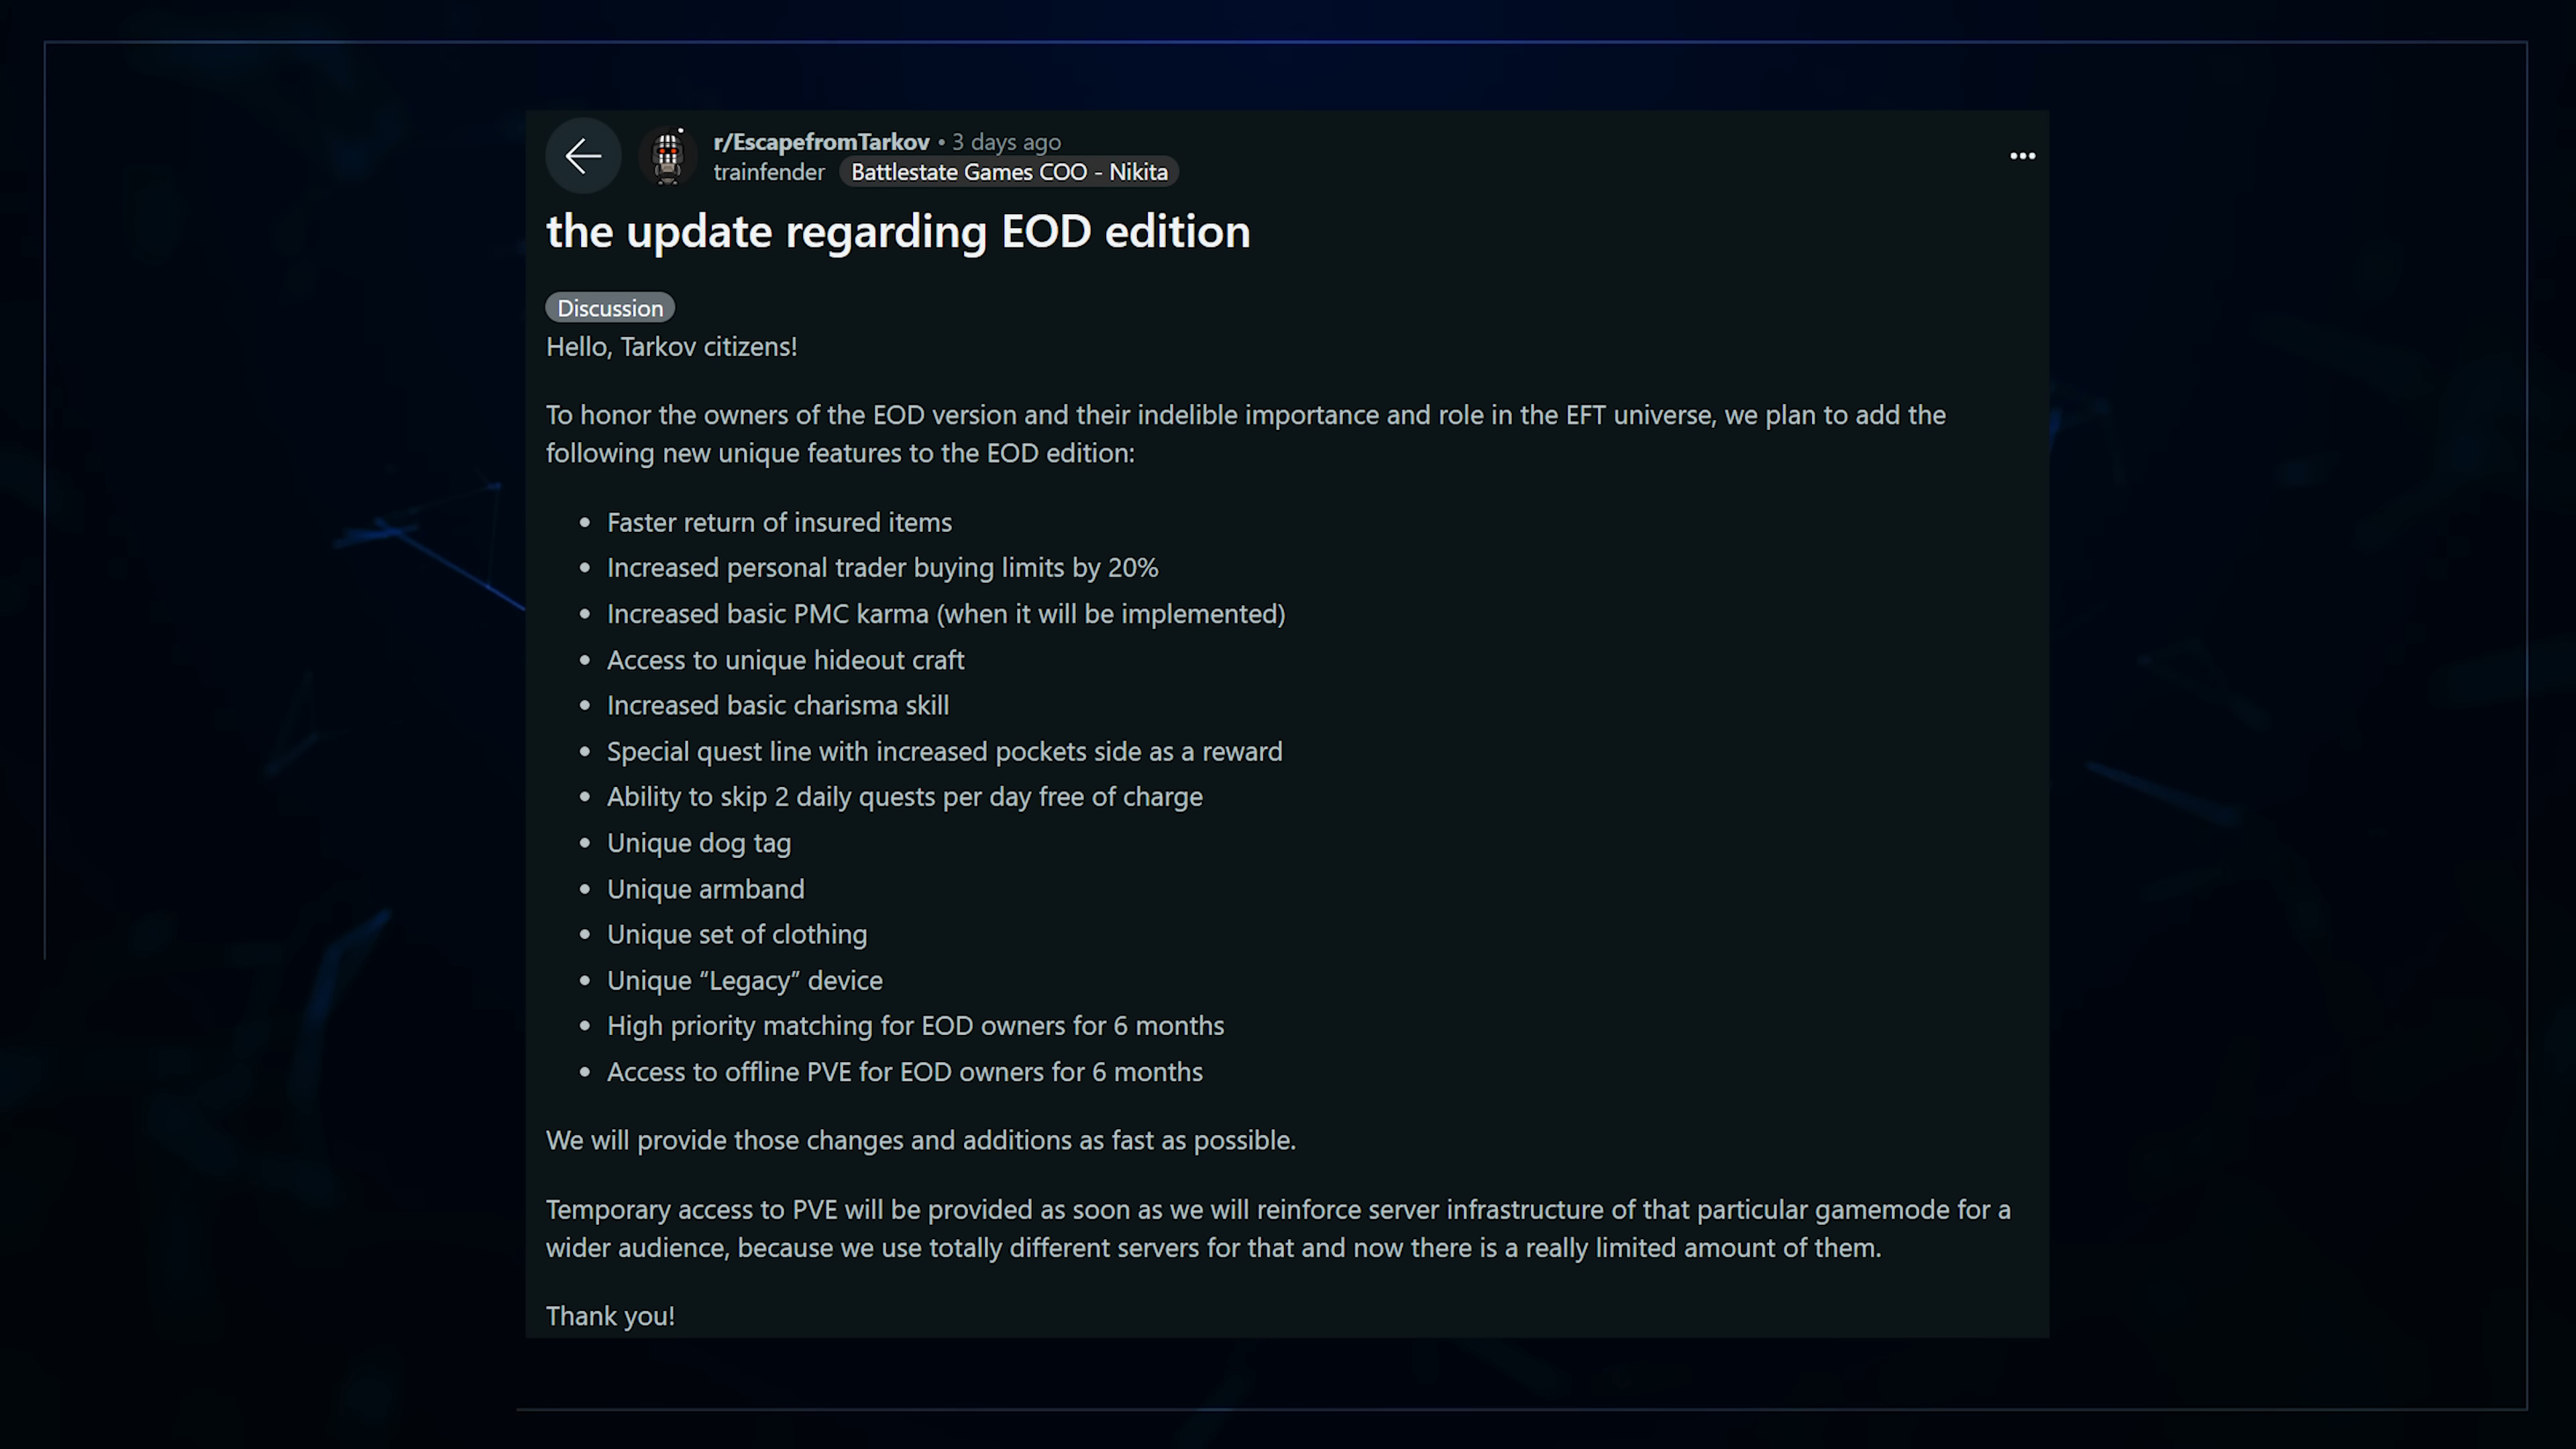 r/EscapefromTarkov • 3 days ago
trainfender Battlestate Games COO - Nikita
the update regarding EOD edition
Discussion
Hello, Tarkov citizens!
To honor the owners of the EOD version and their indelible importance and role in the EFT universe, we plan to add the
following new unique features to the EOD edition:
• Faster return of insured items
• Increased personal trader buying limits by 20%
• Increased basic PMC karma (when it will be implemented)
• Access to unique hideout craft
• Increased basic charisma skill
• Special quest line with increased pockets side as a reward
• Ability to skip 2 daily quests per day free of charge
• Unique dog tag
• Unique armband
• Unique set of clothing
• Unique “Legacy” device
• High priority matching for EOD owners for 6 months
• Access to offline PVE for EOD owners for 6 months
We will provide those changes and additions as fast as possible.
Temporary access to PVE will be provided as soon as we will reinforce server infrastructure of that particular gamemode for a
wider audience, because we use totally different servers for that and now there is a really limited amount of them.
Thank you!